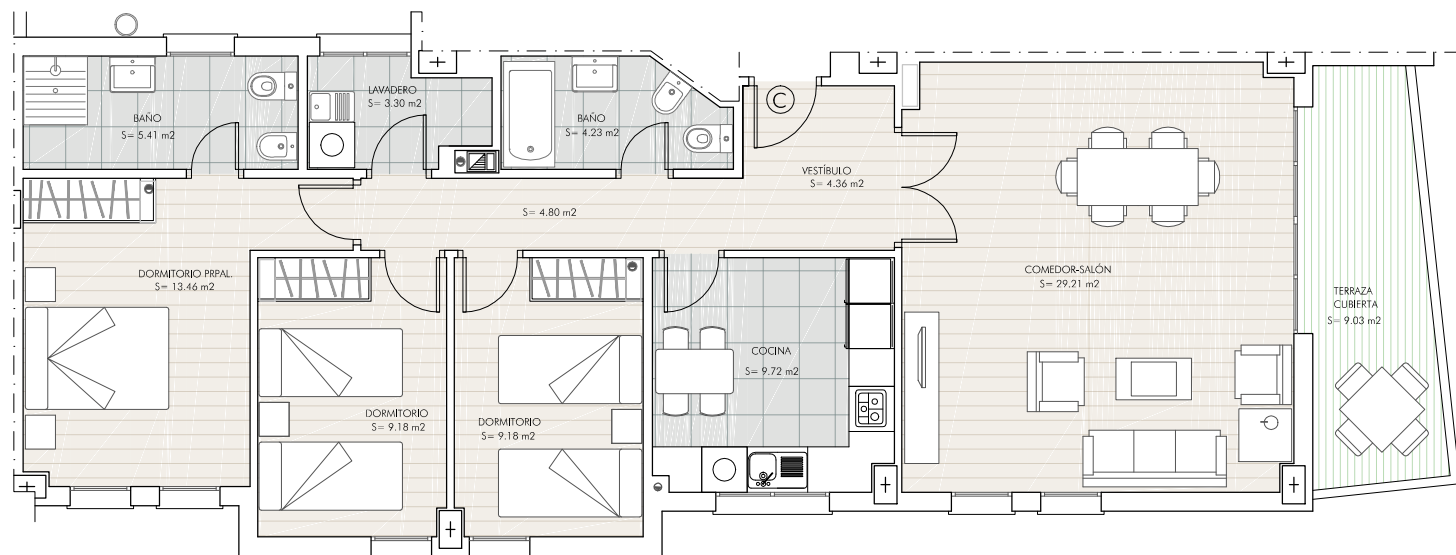 BAÑO
S= 5.41 m2
LAVADERO
S= 3.30 m2
BAÑO
S= 4.23 m2
C
VESTÍBULO
S= 4.36 m2
S= 4.80 m2
DORMITORIO PRPAL.
S= 13.46 m2
COMEDOR-SALÓN
S= 29.21 m2
TERRAZA
CUBIERTA
S= 9.03 m2
COCINA
S= 9.72 m2
DORMITORIO
S= 9.18 m2
DORMITORIO
S= 9.18 m2